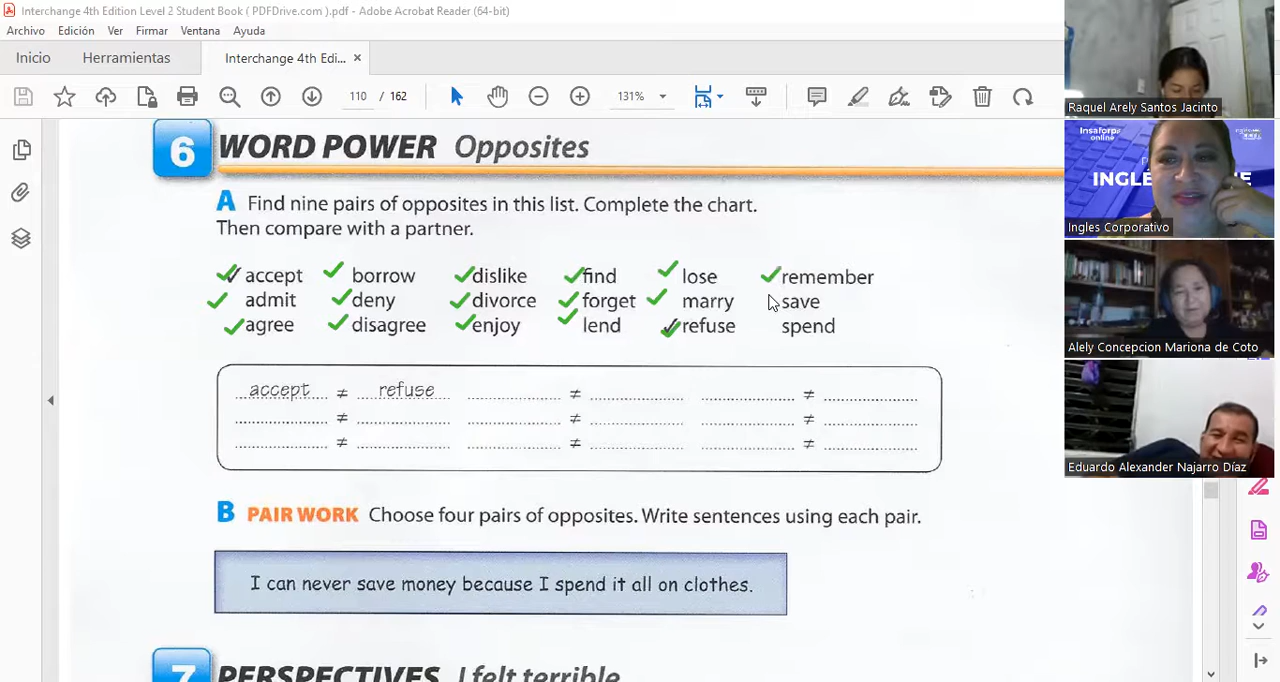 Interchange 4th Edition Level 2 Student Book ( PDFDrive.com ).pdf - Adobe Acrobat Reader (64-bit)
Archivo Edición Ver Firmar Ventana Ayuda
Inicio Herramientas Interchange 4th Edi... ×
110 / 162 131%
6 WORD POWER Opposites
A Find nine pairs of opposites in this list. Complete the chart.
Then compare with a partner.
accept borrow dislike find lose remember
admit deny divorce forget marry save
agree disagree enjoy lend refuse spend
accept ≠ refuse ≠ ≠
≠ ≠ ≠
≠ ≠ ≠
B PAIR WORK Choose four pairs of opposites. Write sentences using each pair.
I can never save money because I spend it all on clothes.
7 PERSPECTIVES I felt terrible
Raquel Arely Santos Jacinto
Insaforp
online
INGLÉ
Ingles Corporativo
Alely Concepcion Mariona de Coto
Eduardo Alexander Najarro Díaz